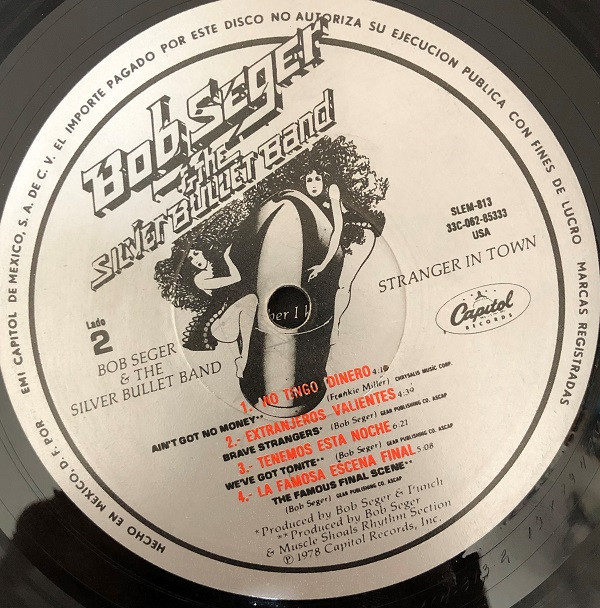 HECHO EN MEXICO, D.F. POR EMI CAPITOL DE MEXICO, S.A. DE C.V. EL IMPORTE PAGADO POR ESTE DISCO NO AUTORIZA SU EJECUCION PUBLICA CON FINES DE LUCRO MARCAS REGISTRADAS
Bob Seger
& the
Silver Bullet Band
SLEM-813
33C-062-85333
USA
STRANGER IN TOWN
Capitol
RECORDS
Lado
2
BOB SEGER
& THE
SILVER BULLET BAND
1.- NO TNGO DINERO 4:10
AIN'T GOT NO MONEY** (Frankie Miller) CHRYSALIS MUSIC CORP.
2.- EXTRANJEROS VALIENTES 4:39
BRAVE STRANGERS* (Bob Seger) GEAR PUBLISHING CO. ASCAP
3.- TENEMOS ESTA NOCHE 6:21
WE'VE GOT TONITE** (Bob Seger) GEAR PUBLISHING CO. ASCAP
4.- LA FAMOSA ESCENA FINAL 5:08
THE FAMOUS FINAL SCENE**
(Bob Seger) GEAR PUBLISHING CO. ASCAP
*Produced by Bob Seger & Punch
** Produced by Bob Seger
& Muscle Shoals Rhythm Section
℗ 1978 Capitol Records, Inc.